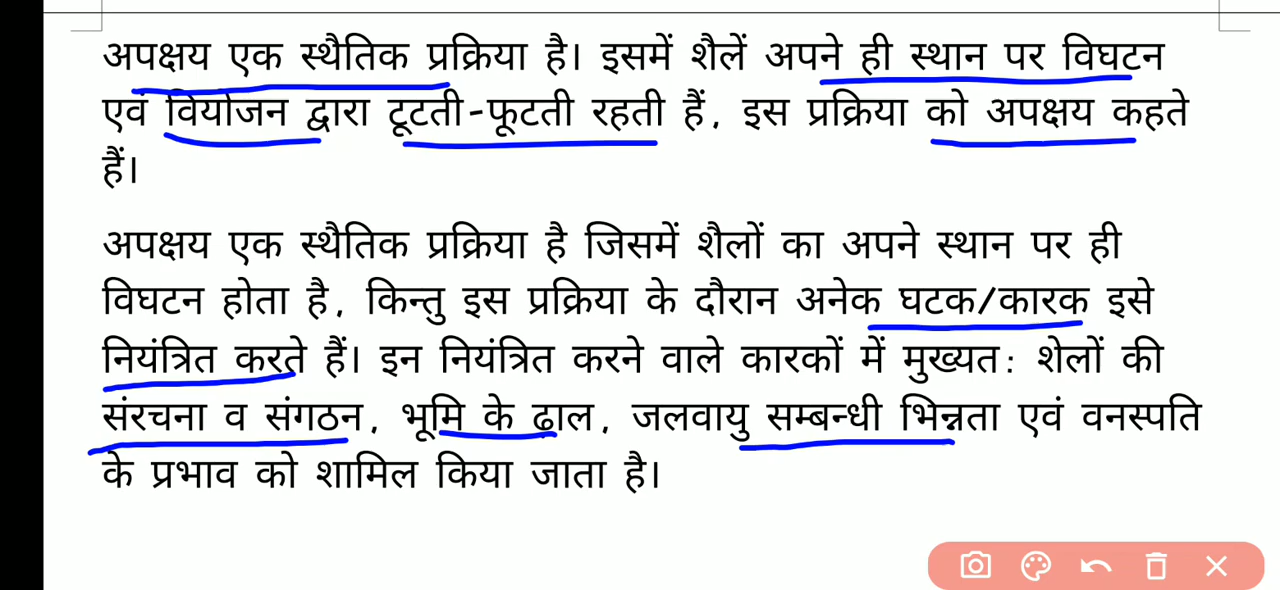 अपक्षय एक स्थैतिक प्रक्रिया है। इसमें शैलें अपने ही स्थान पर विघटन
एवं वियोजन द्वारा टूटती-फूटती रहती हैं, इस प्रक्रिया को अपक्षय कहते
हैं।
अपक्षय एक स्थैतिक प्रक्रिया है जिसमें शैलों का अपने स्थान पर ही
विघटन होता है, किन्तु इस प्रक्रिया के दौरान अनेक घटक/कारक इसे
नियंत्रित करते हैं। इन नियंत्रित करने वाले कारकों में मुख्यत: शेलों की
संरचना व संगठन, भूमि के ढाल, जलवायु सम्बन्धी भिन्नता एवं वनस्पति
के प्रभाव को शामिल किया जाता है।